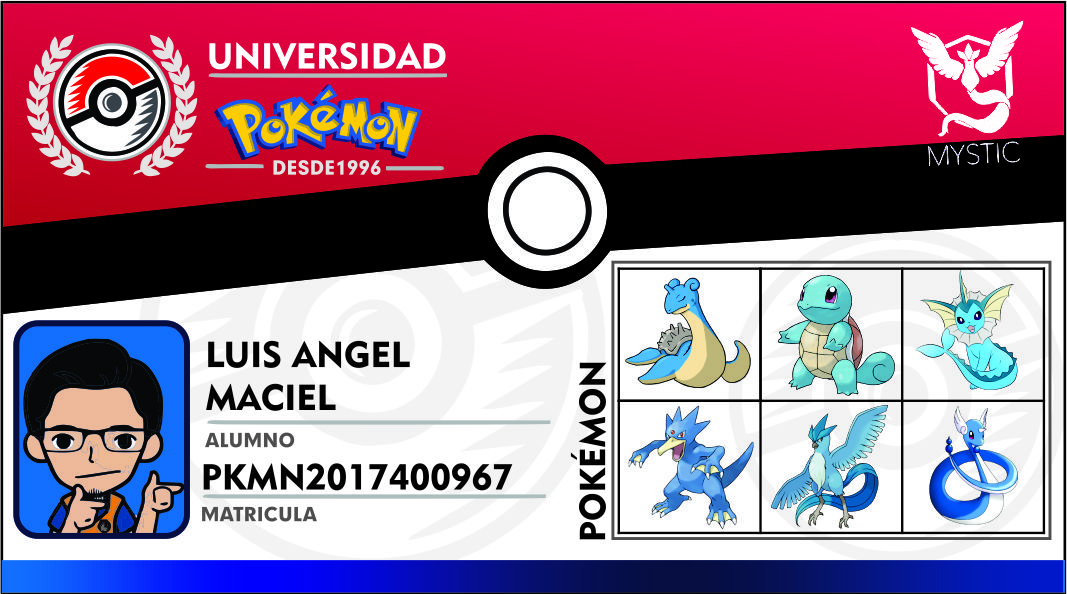 UNIVERSIDAD
POKÉMON
DESDE1996
MYSTIC
LUIS ANGEL
MACIEL
ALUMNO
PKMN2017400967
MATRICULA
POKÉMON